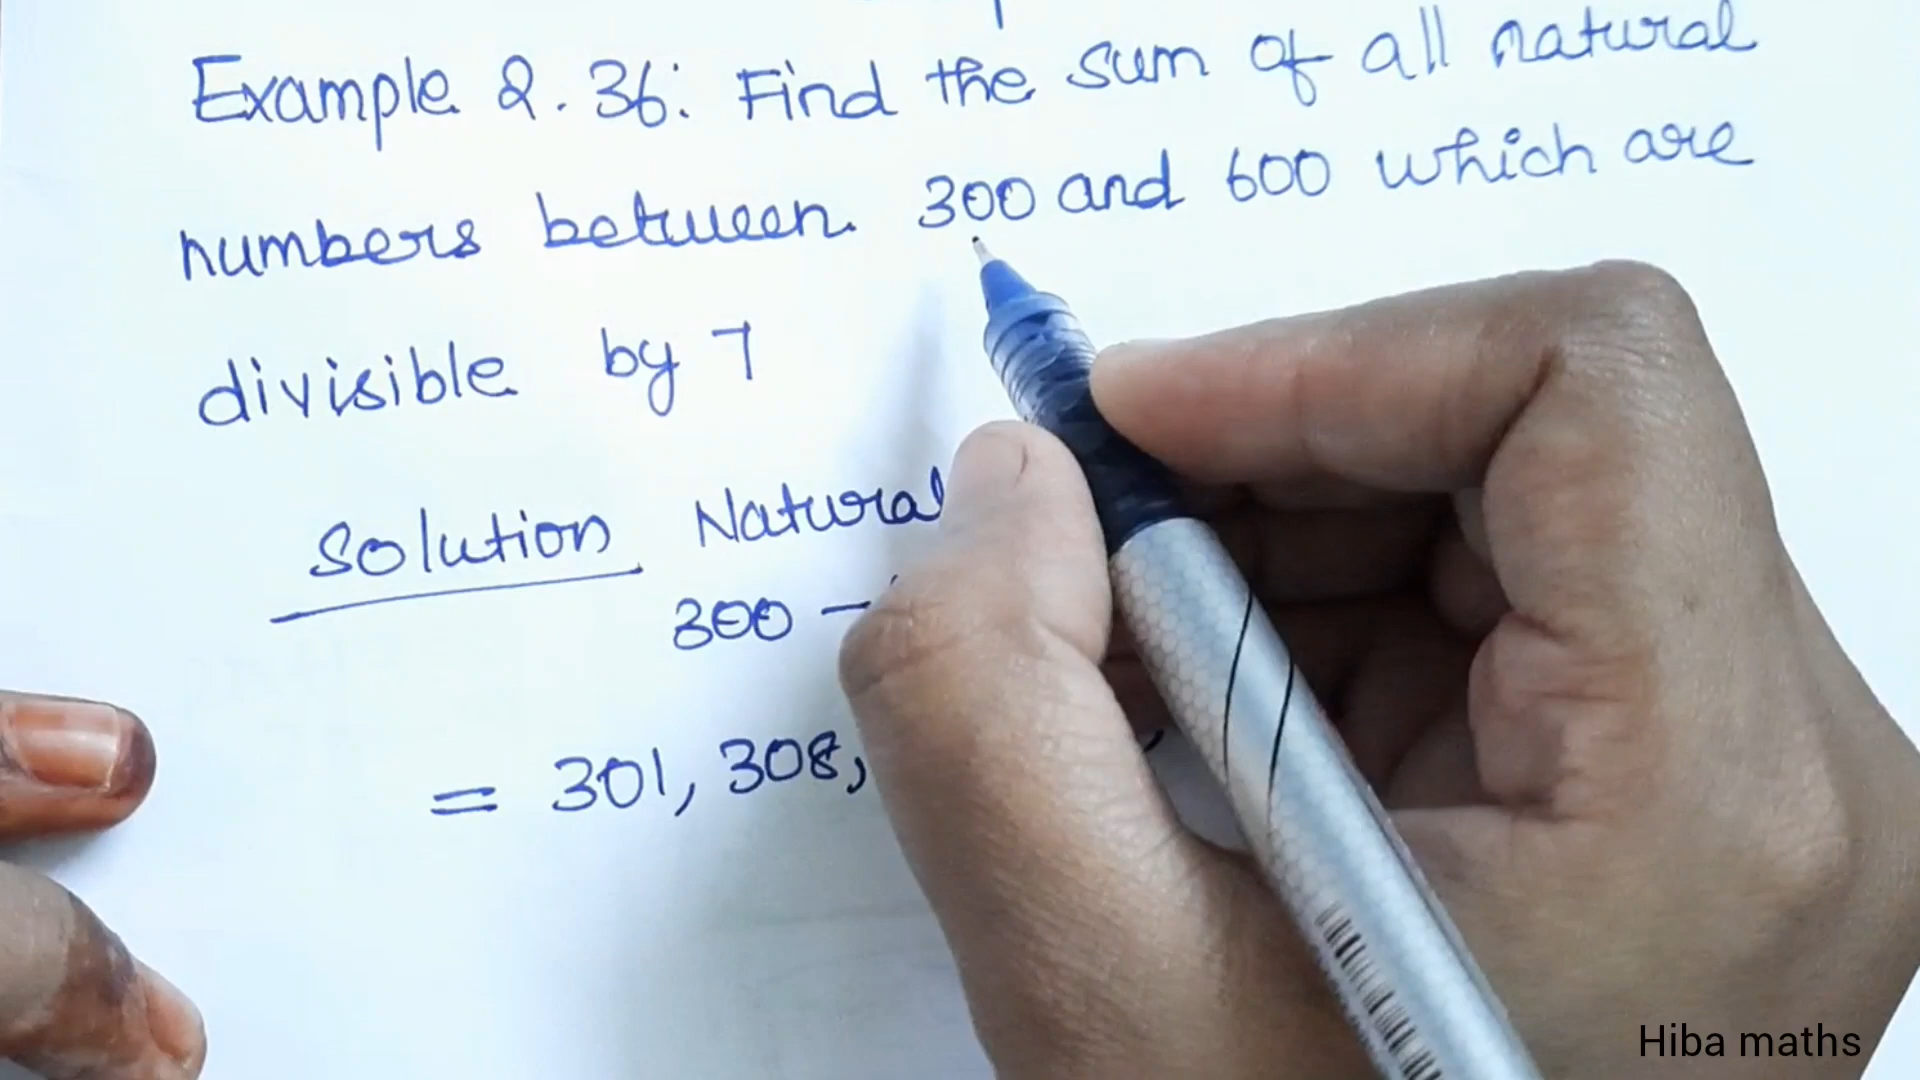 Example 2.36: Find the sum of all natural
numbers between 300 and 600 which are
divisible by 7
Solution Natural
300 -
= 301, 308,
Hiba maths